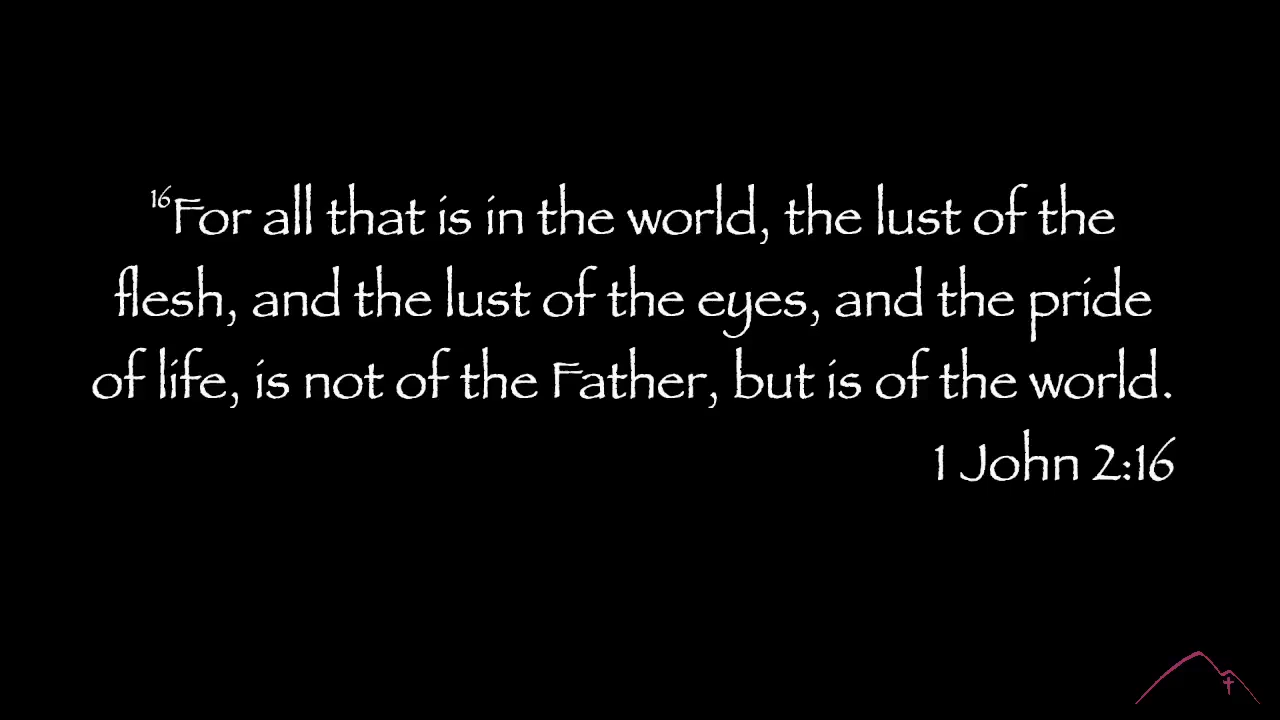 16For all that is in the world, the lust of the
flesh, and the lust of the eyes, and the pride
of life, is not of the Father, but is of the world.
1 John 2:16